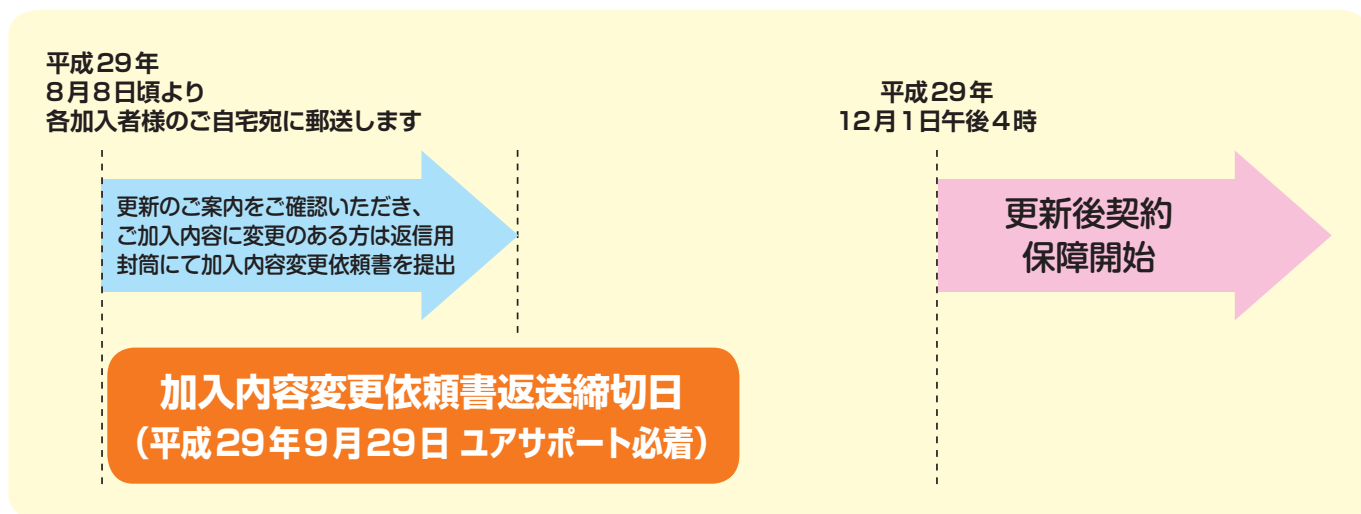 平成29年
8月8日頃より
各加入者様のご自宅宛に郵送します
平成29年
12月1日午後4時
更新のご案内をご確認いただき、
ご加入内容に変更のある方は返信用
封筒にて加入内容変更依頼書を提出
更新後契約
保障開始
加入内容変更依頼書返送締切日
（平成29年9月29日 ユアサポート必着）